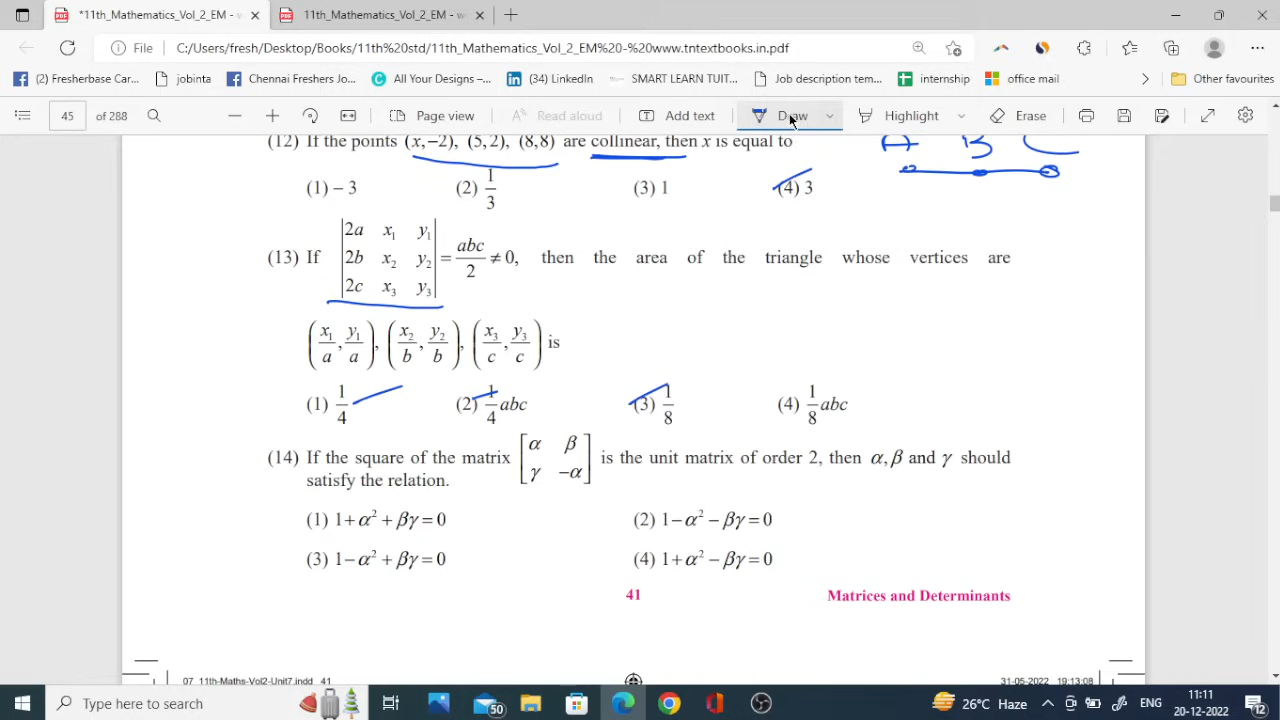 *11th_Mathematics_Vol_2_EM - w
11th_Mathematics_Vol_2_EM - we
File
C:/Users/fresh/Desktop/Books/11th%20std/11th_Mathematics_Vol_2_EM%20-%20www.tntextbooks.in.pdf
(2) Fresherbase Car...
jobinta
Chennai Freshers Jo...
All Your Designs –...
(34) LinkedIn
SMART LEARN TUIT...
Job description tem...
internship
office mail
Other favourites
45 of 288
Page view
Read aloud
Add text
Draw
Highlight
Erase
(12) If the points (x,−2), (5,2), (8,8) are collinear, then x is equal to
A B C
(1) − 3 (2) 1/3 (3) 1 (4) 3
(13) If |2a x₁ y₁; 2b x₂ y₂; 2c x₃ y₃| = abc/2 ≠ 0, then the area of the triangle whose vertices are
(x₁/a, y₁/a), (x₂/b, y₂/b), (x₃/c, y₃/c) is
(1) 1/4 (2) 1/4 abc (3) 1/8 (4) 1/8 abc
(14) If the square of the matrix [α β; γ −α] is the unit matrix of order 2, then α, β and γ should
satisfy the relation.
(1) 1+α²+βγ=0 (2) 1−α²−βγ=0
(3) 1−α²+βγ=0 (4) 1+α²−βγ=0
41 Matrices and Determinants
07_11th-Maths-Vol2-Unit7.indd 41 31-05-2022 19:13:08
Type here to search
50
26°C Haze
ENG
11:11
20-12-2022
12